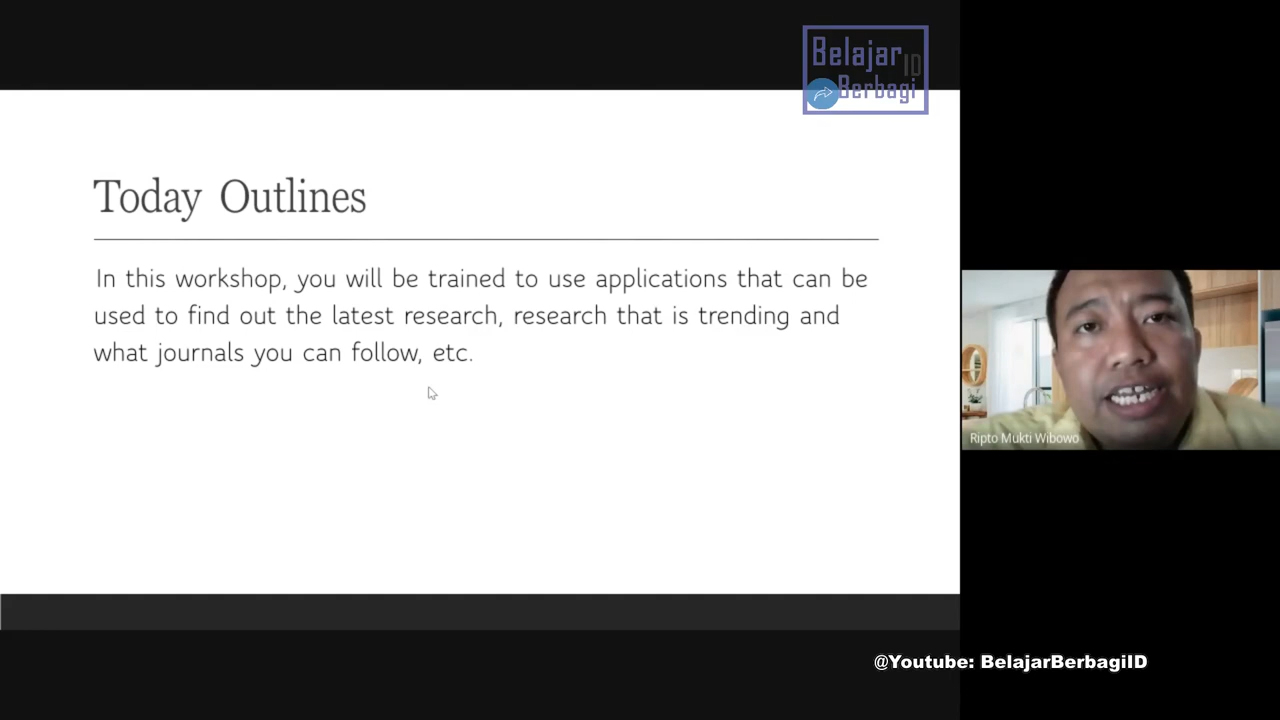 Belajar
ID
Berbagi
Today Outlines
In this workshop, you will be trained to use applications that can be
used to find out the latest research, research that is trending and
what journals you can follow, etc.
Ripto Mukti Wibowo
@Youtube: BelajarBerbagiID